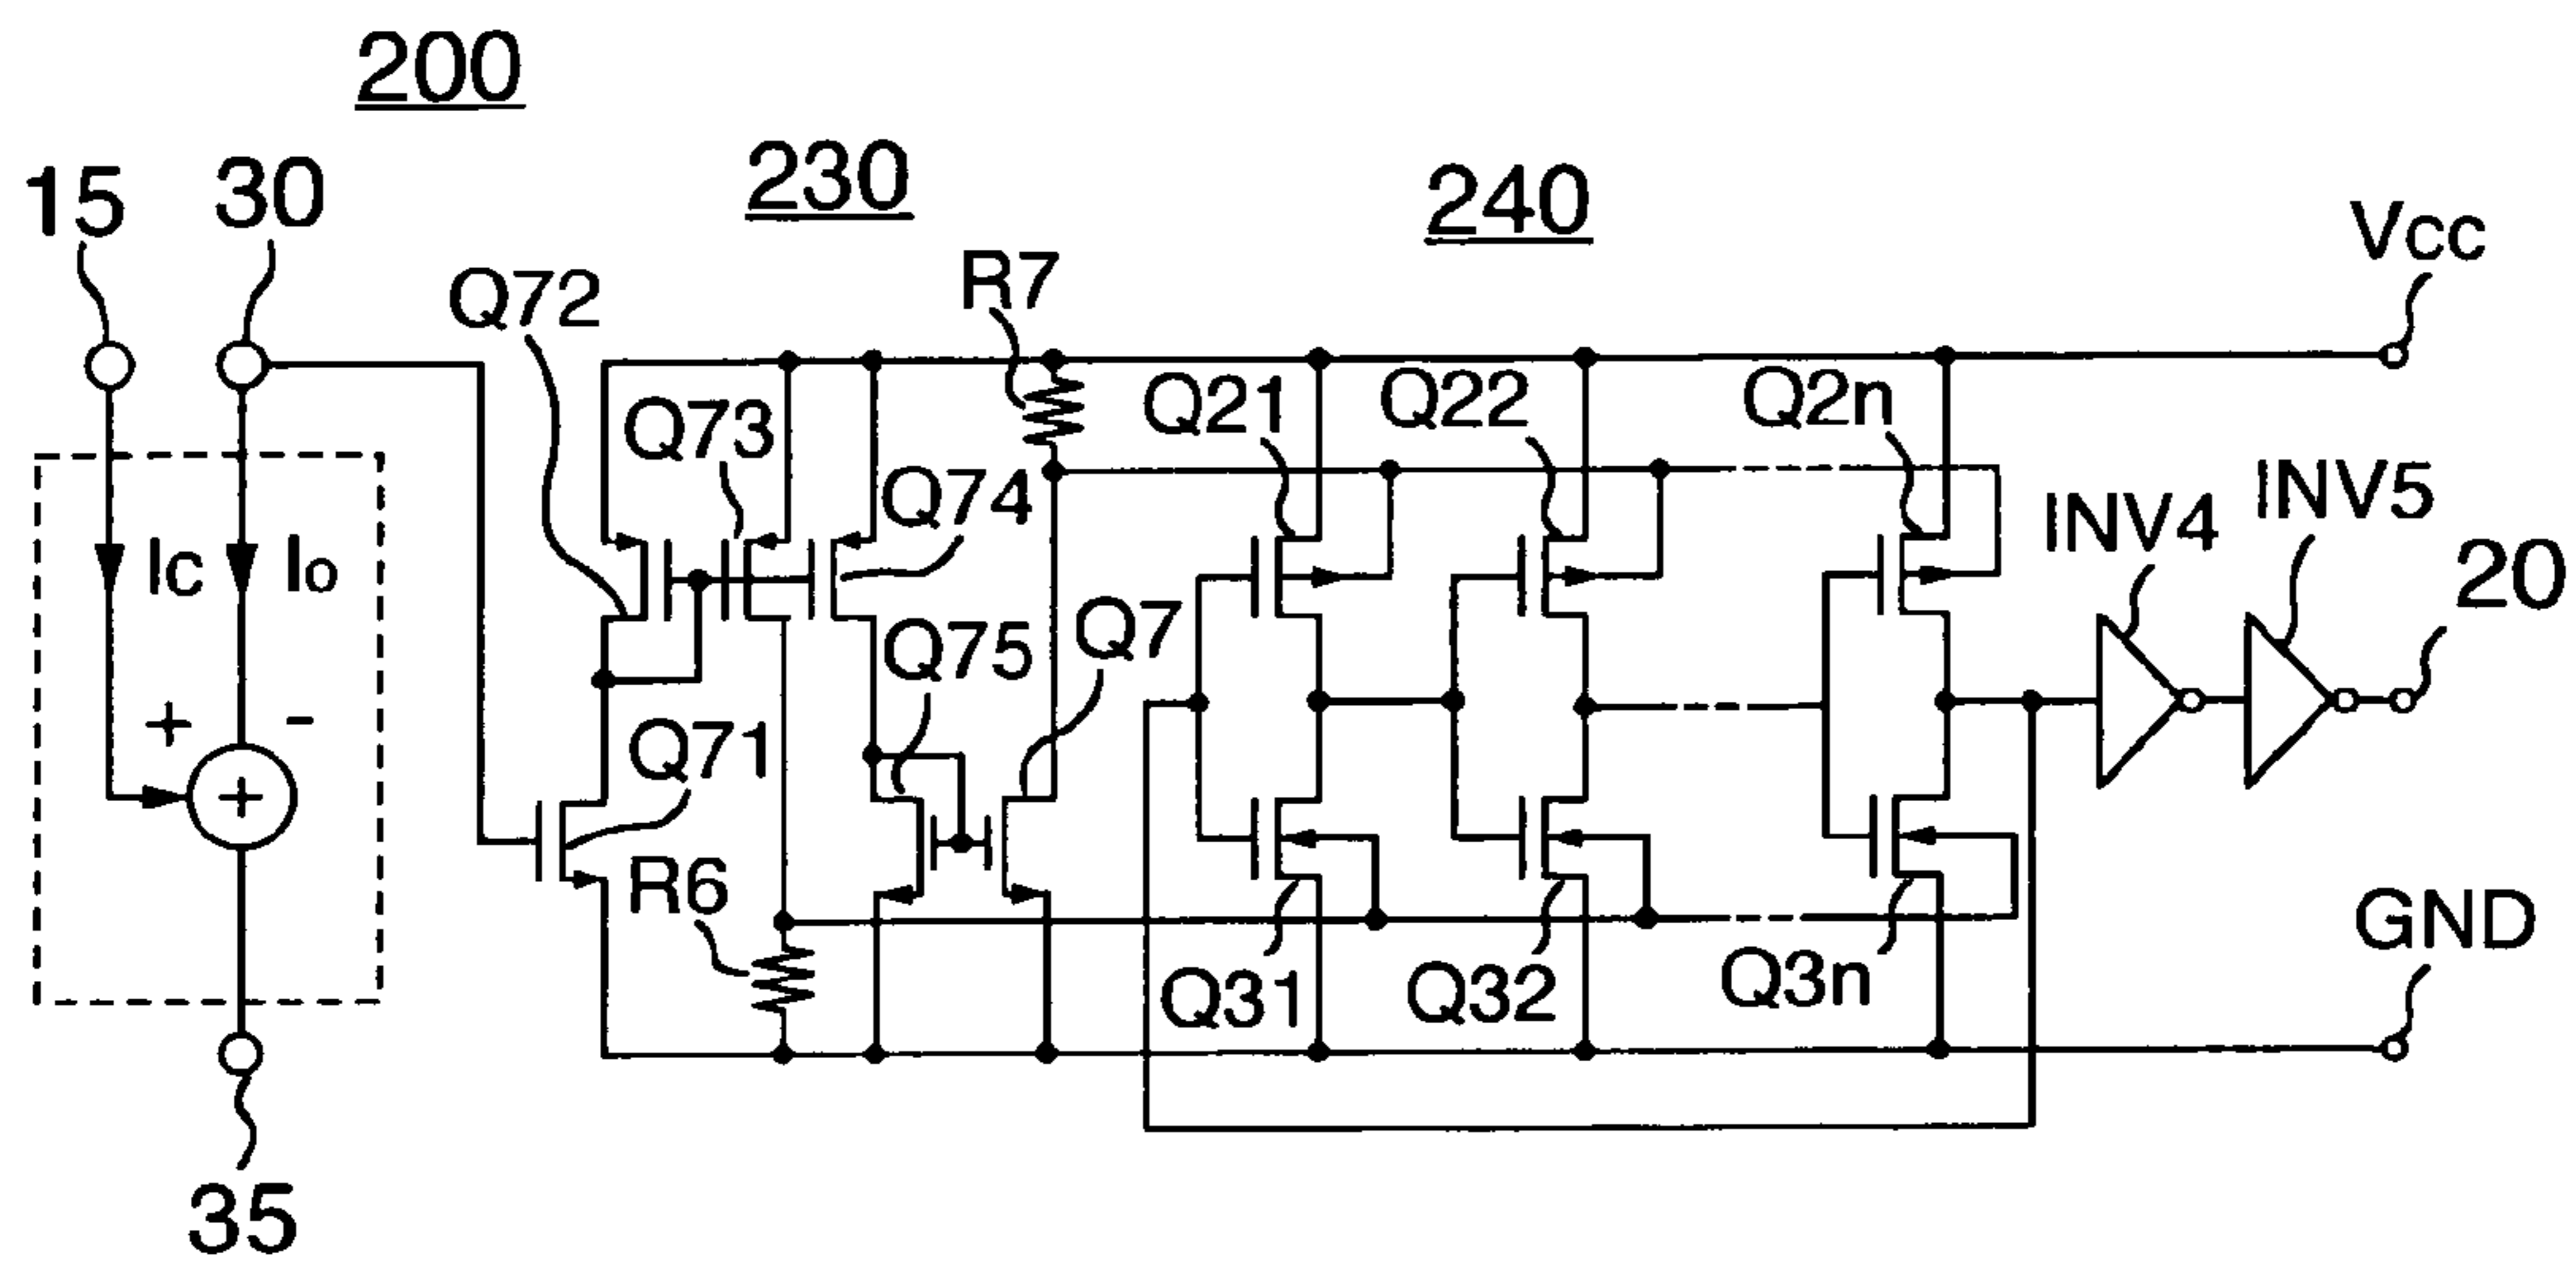 200
15
30
230
240
Vcc
Q72
R7
Q73
Q74
Q21
Q22
Q2n
INV4
INV5
20
Ic
Io
+
-
+
Q71
Q75
Q7
R6
Q31
Q32
Q3n
GND
35